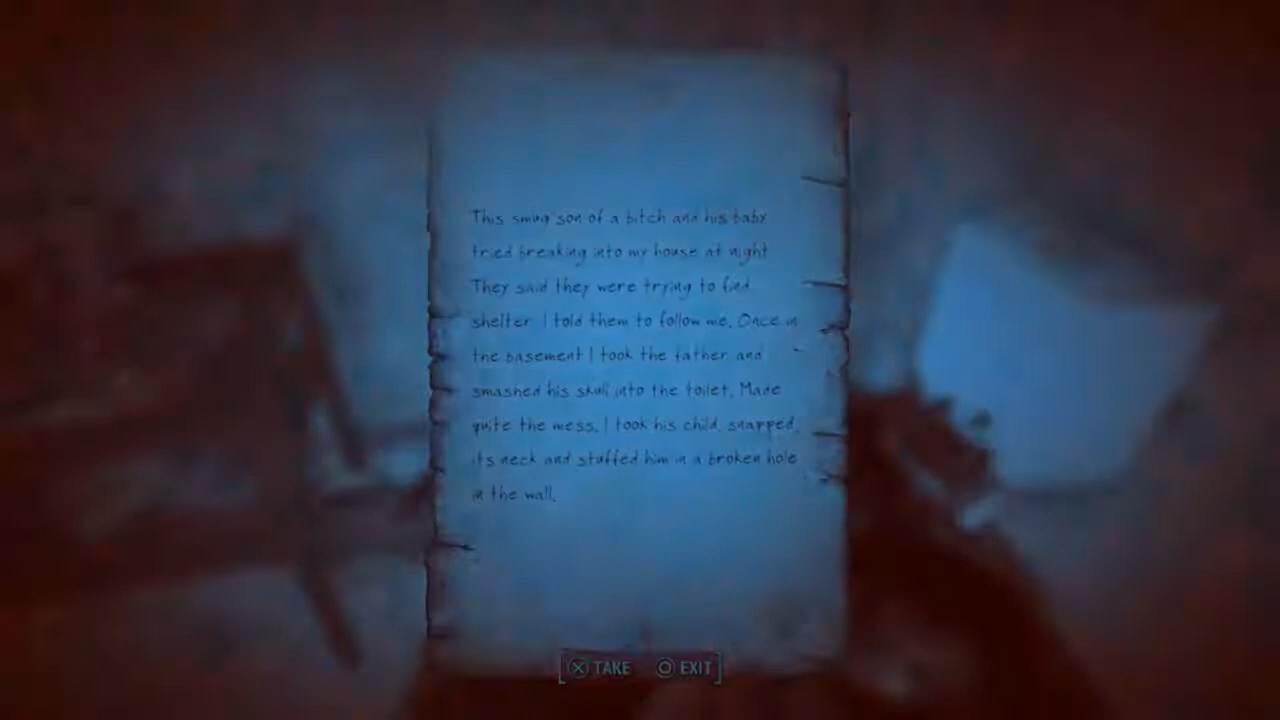 This smug son of a bitch and his baby
tried breaking into my house at night
They said they were trying to find
shelter. I told them to follow me. Once in
the basement I took the father and
smashed his skull into the toilet. Made
quite the mess. I took his child, snapped,
its neck and stuffed him in a broken hole
in the wall.
TAKE EXIT